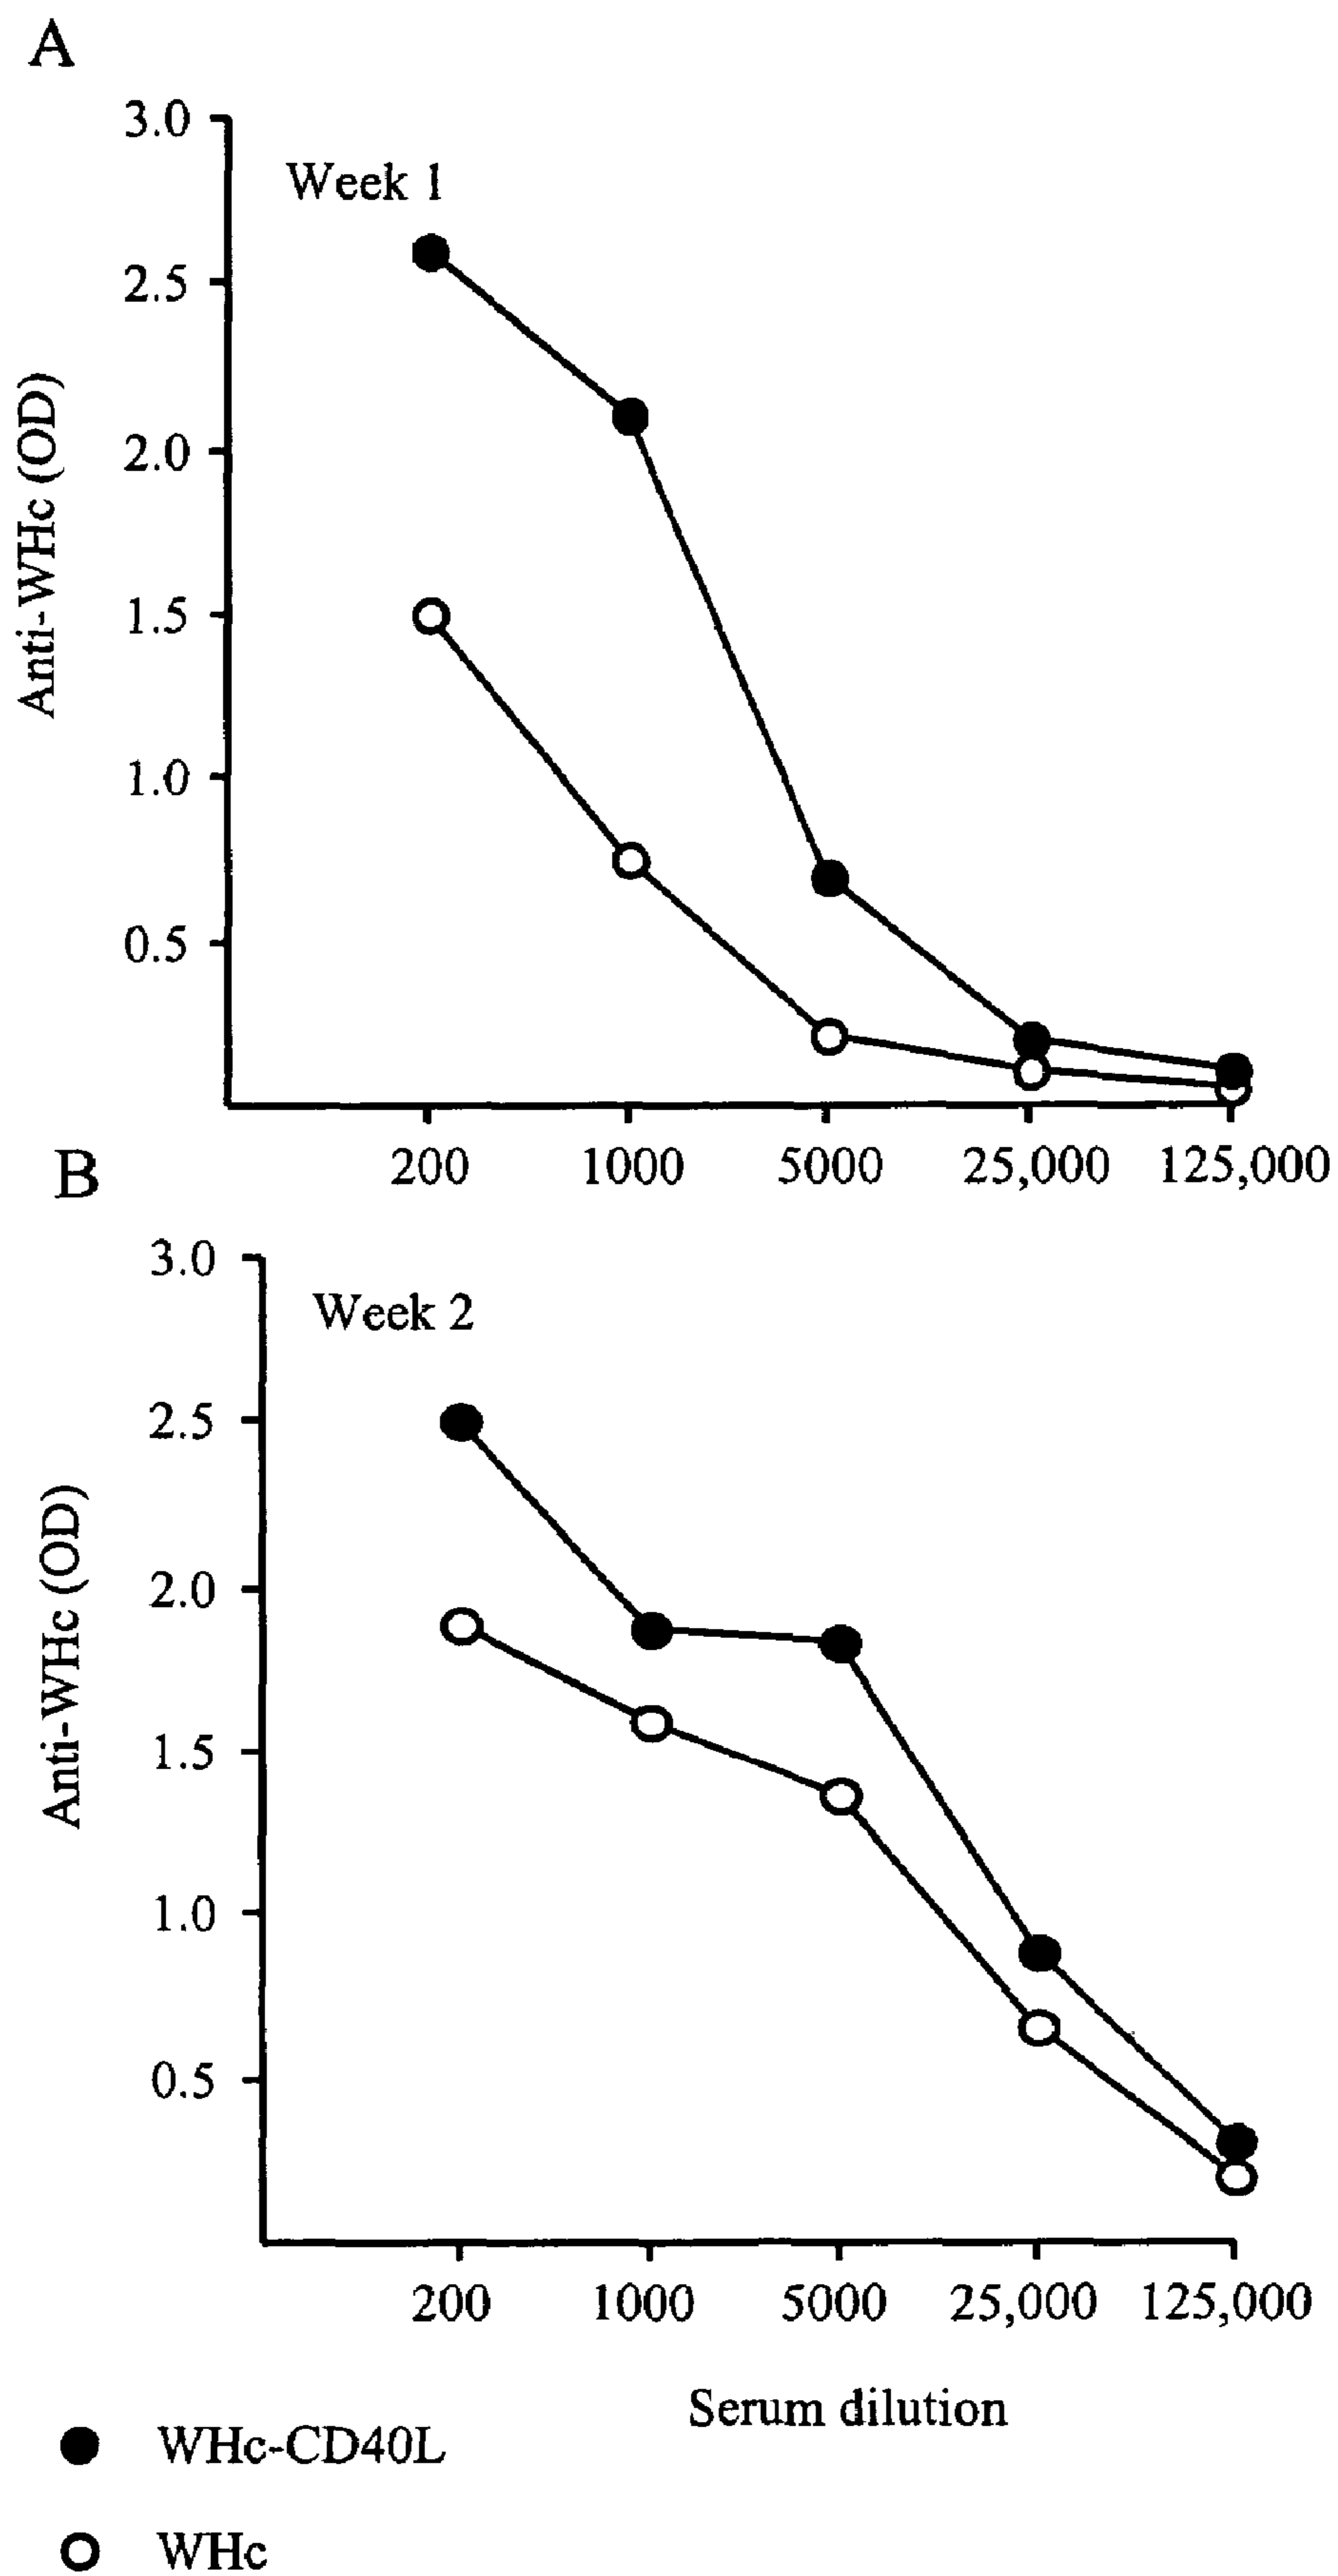 A
3.0
Week 1
2.5
2.0
1.5
1.0
0.5
Anti-WHc (OD)
200 1000 5000 25,000 125,000
B
3.0
Week 2
2.5
2.0
1.5
1.0
0.5
Anti-WHc (OD)
200 1000 5000 25,000 125,000
Serum dilution
WHc-CD40L
WHc